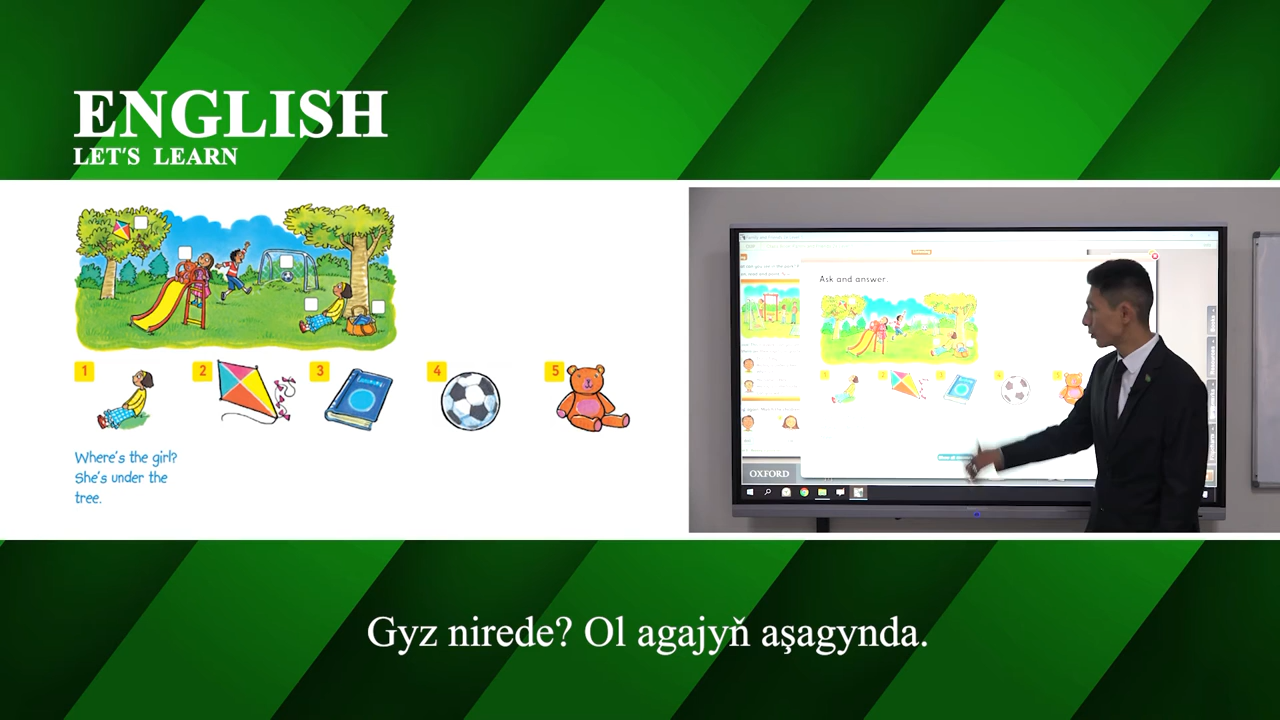 ENGLISH
LET'S LEARN
1
2
3
4
5
Where's the girl?
She's under the
tree.
Ask and answer.
OXFORD
Gyz nirede? Ol agajyň aşagynda.